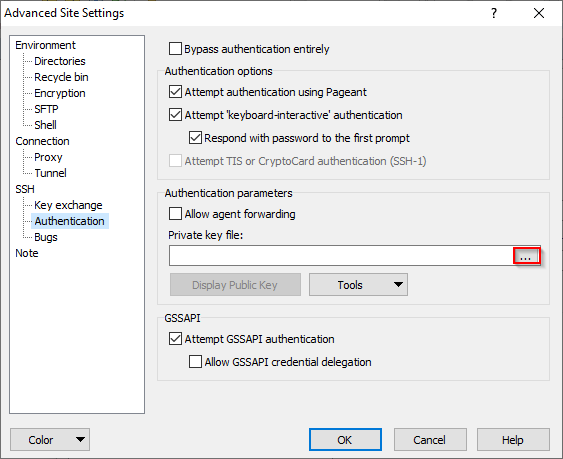 Advanced Site Settings
?
Environment
Directories
Recycle bin
Encryption
SFTP
Shell
Connection
Proxy
Tunnel
SSH
Key exchange
Authentication
Bugs
Note
Bypass authentication entirely
Authentication options
Attempt authentication using Pageant
Attempt 'keyboard-interactive' authentication
Respond with password to the first prompt
Attempt TIS or CryptoCard authentication (SSH-1)
Authentication parameters
Allow agent forwarding
Private key file:
...
Display Public Key
Tools
GSSAPI
Attempt GSSAPI authentication
Allow GSSAPI credential delegation
Color
OK
Cancel
Help